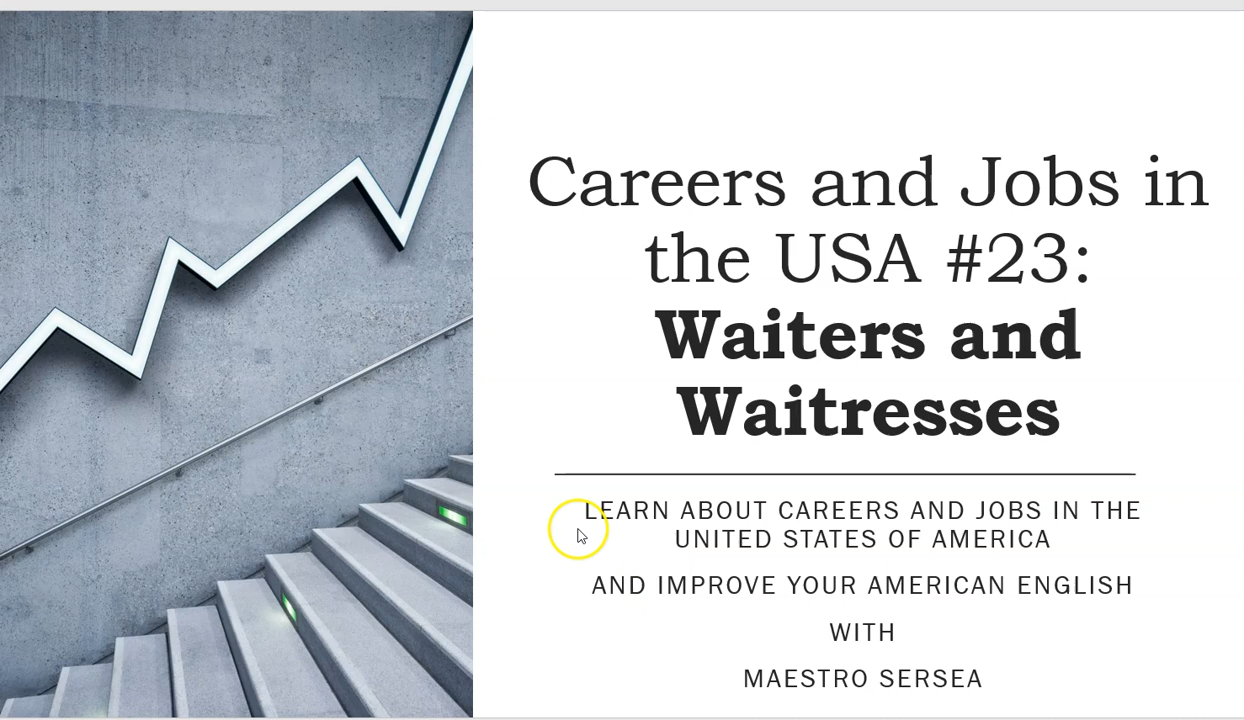 Careers and Jobs in
the USA #23:
Waiters and
Waitresses
LEARN ABOUT CAREERS AND JOBS IN THE
UNITED STATES OF AMERICA
AND IMPROVE YOUR AMERICAN ENGLISH
WITH
MAESTRO SERSEA